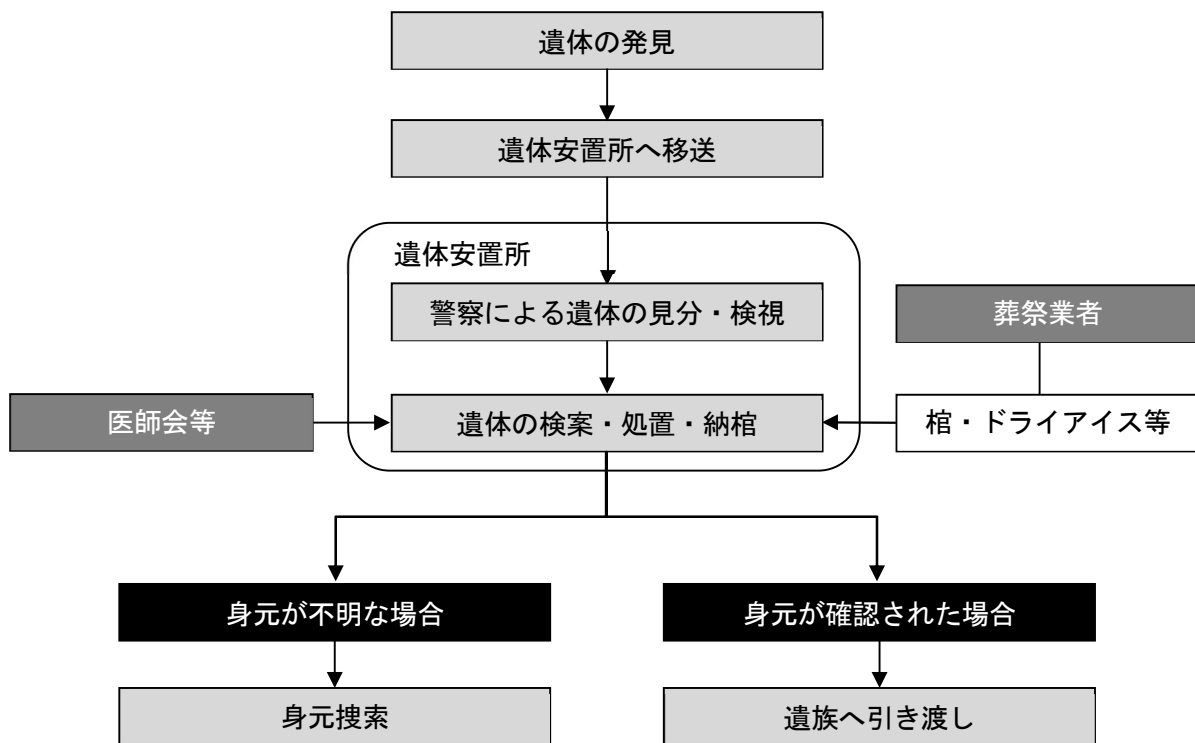 遺体の発見
遺体安置所へ移送
遺体安置所
警察による遺体の見分・検視
葬祭業者
医師会等
遺体の検案・処置・納棺
棺・ドライアイス等
身元が不明な場合
身元が確認された場合
身元捜索
遺族へ引き渡し